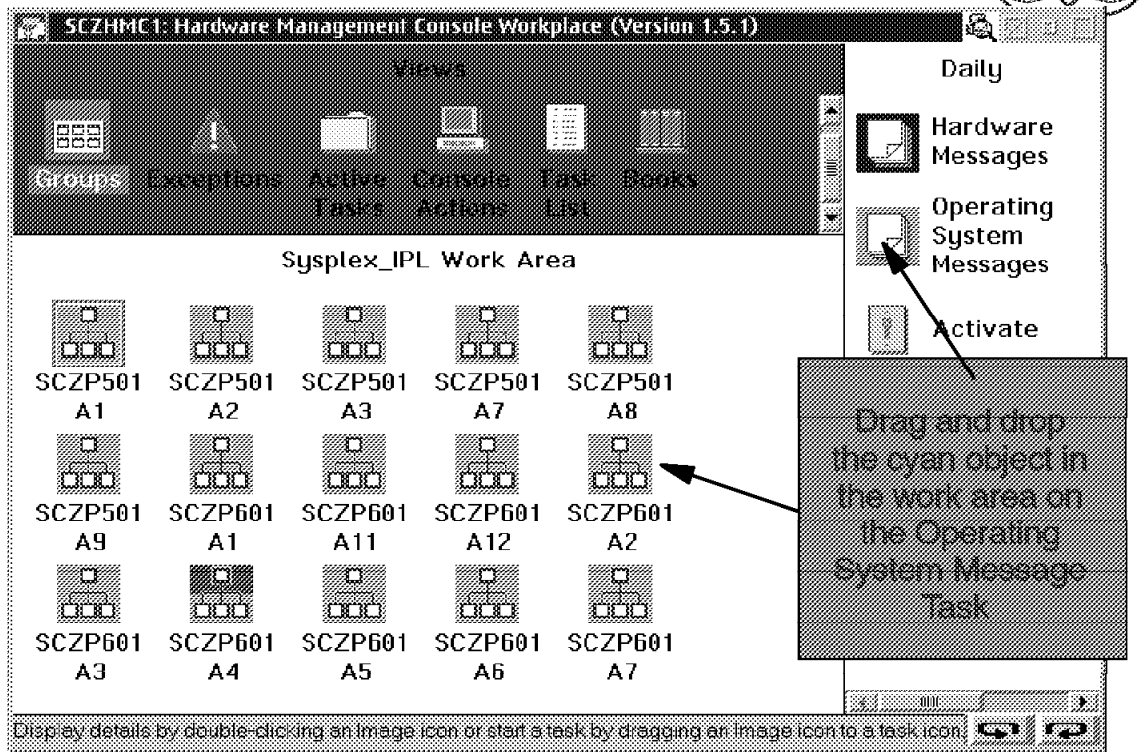 SCZHMC1: Hardware Management Console Workplace (Version 1.5.1)
Views
Groups
Exceptions
Active
Tasks
Console
Actions
Task
List
Books
Sysplex_IPL Work Area
SCZP501
A1
SCZP501
A2
SCZP501
A3
SCZP501
A7
SCZP501
A8
SCZP501
A9
SCZP601
A1
SCZP601
A11
SCZP601
A12
SCZP601
A2
SCZP601
A3
SCZP601
A4
SCZP601
A5
SCZP601
A6
SCZP601
A7
Daily
Hardware
Messages
Operating
System
Messages
Activate
Drag and drop
the cyan object in
the work area on
the Operating
System Message
Task
Display details by double-clicking an Image icon or start a task by dragging an Image icon to a task icon.